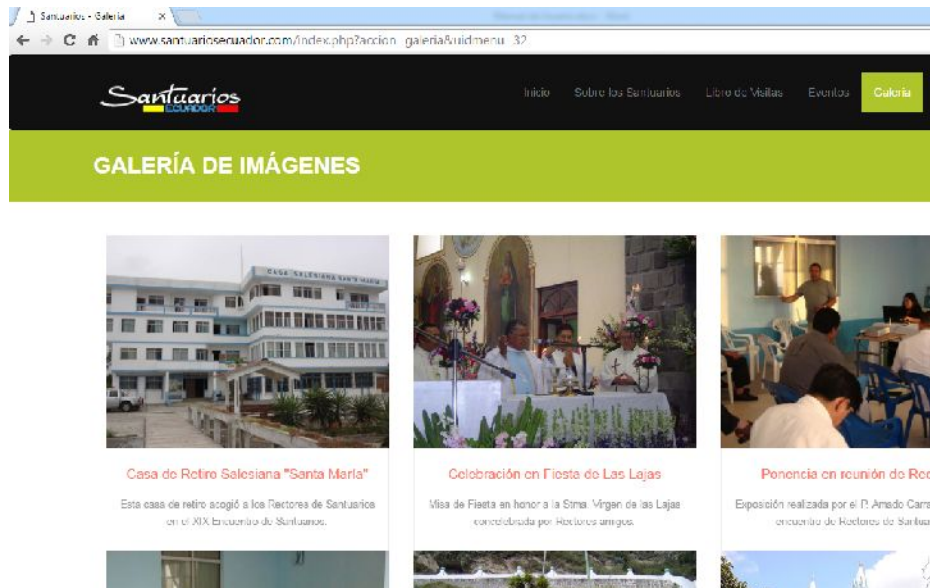 Santuarios - Galería
www.santuariosecuador.com/index.php?accion=galeria&uidmenu=32
Santuarios
ECUADOR
Inicio Sobre los Santuarios Libro de Visitas Eventos Galería
GALERÍA DE IMÁGENES
CASA SALESIANA SANTA MARIA
Casa de Retiro Salesiana "Santa María"
Esta casa de retiro acogió a los Rectores de Santuarios
en el XIX Encuentro de Santuarios.
Celebración en Fiesta de Las Lajas
Misa de Fiesta en honor a la Stma. Virgen de las Lajas
concelebrada por Rectores amigos.
Ponencia en reunión de Rec
Exposición realizada por el P. Amado Carra
encuentro de Rectores de Santua